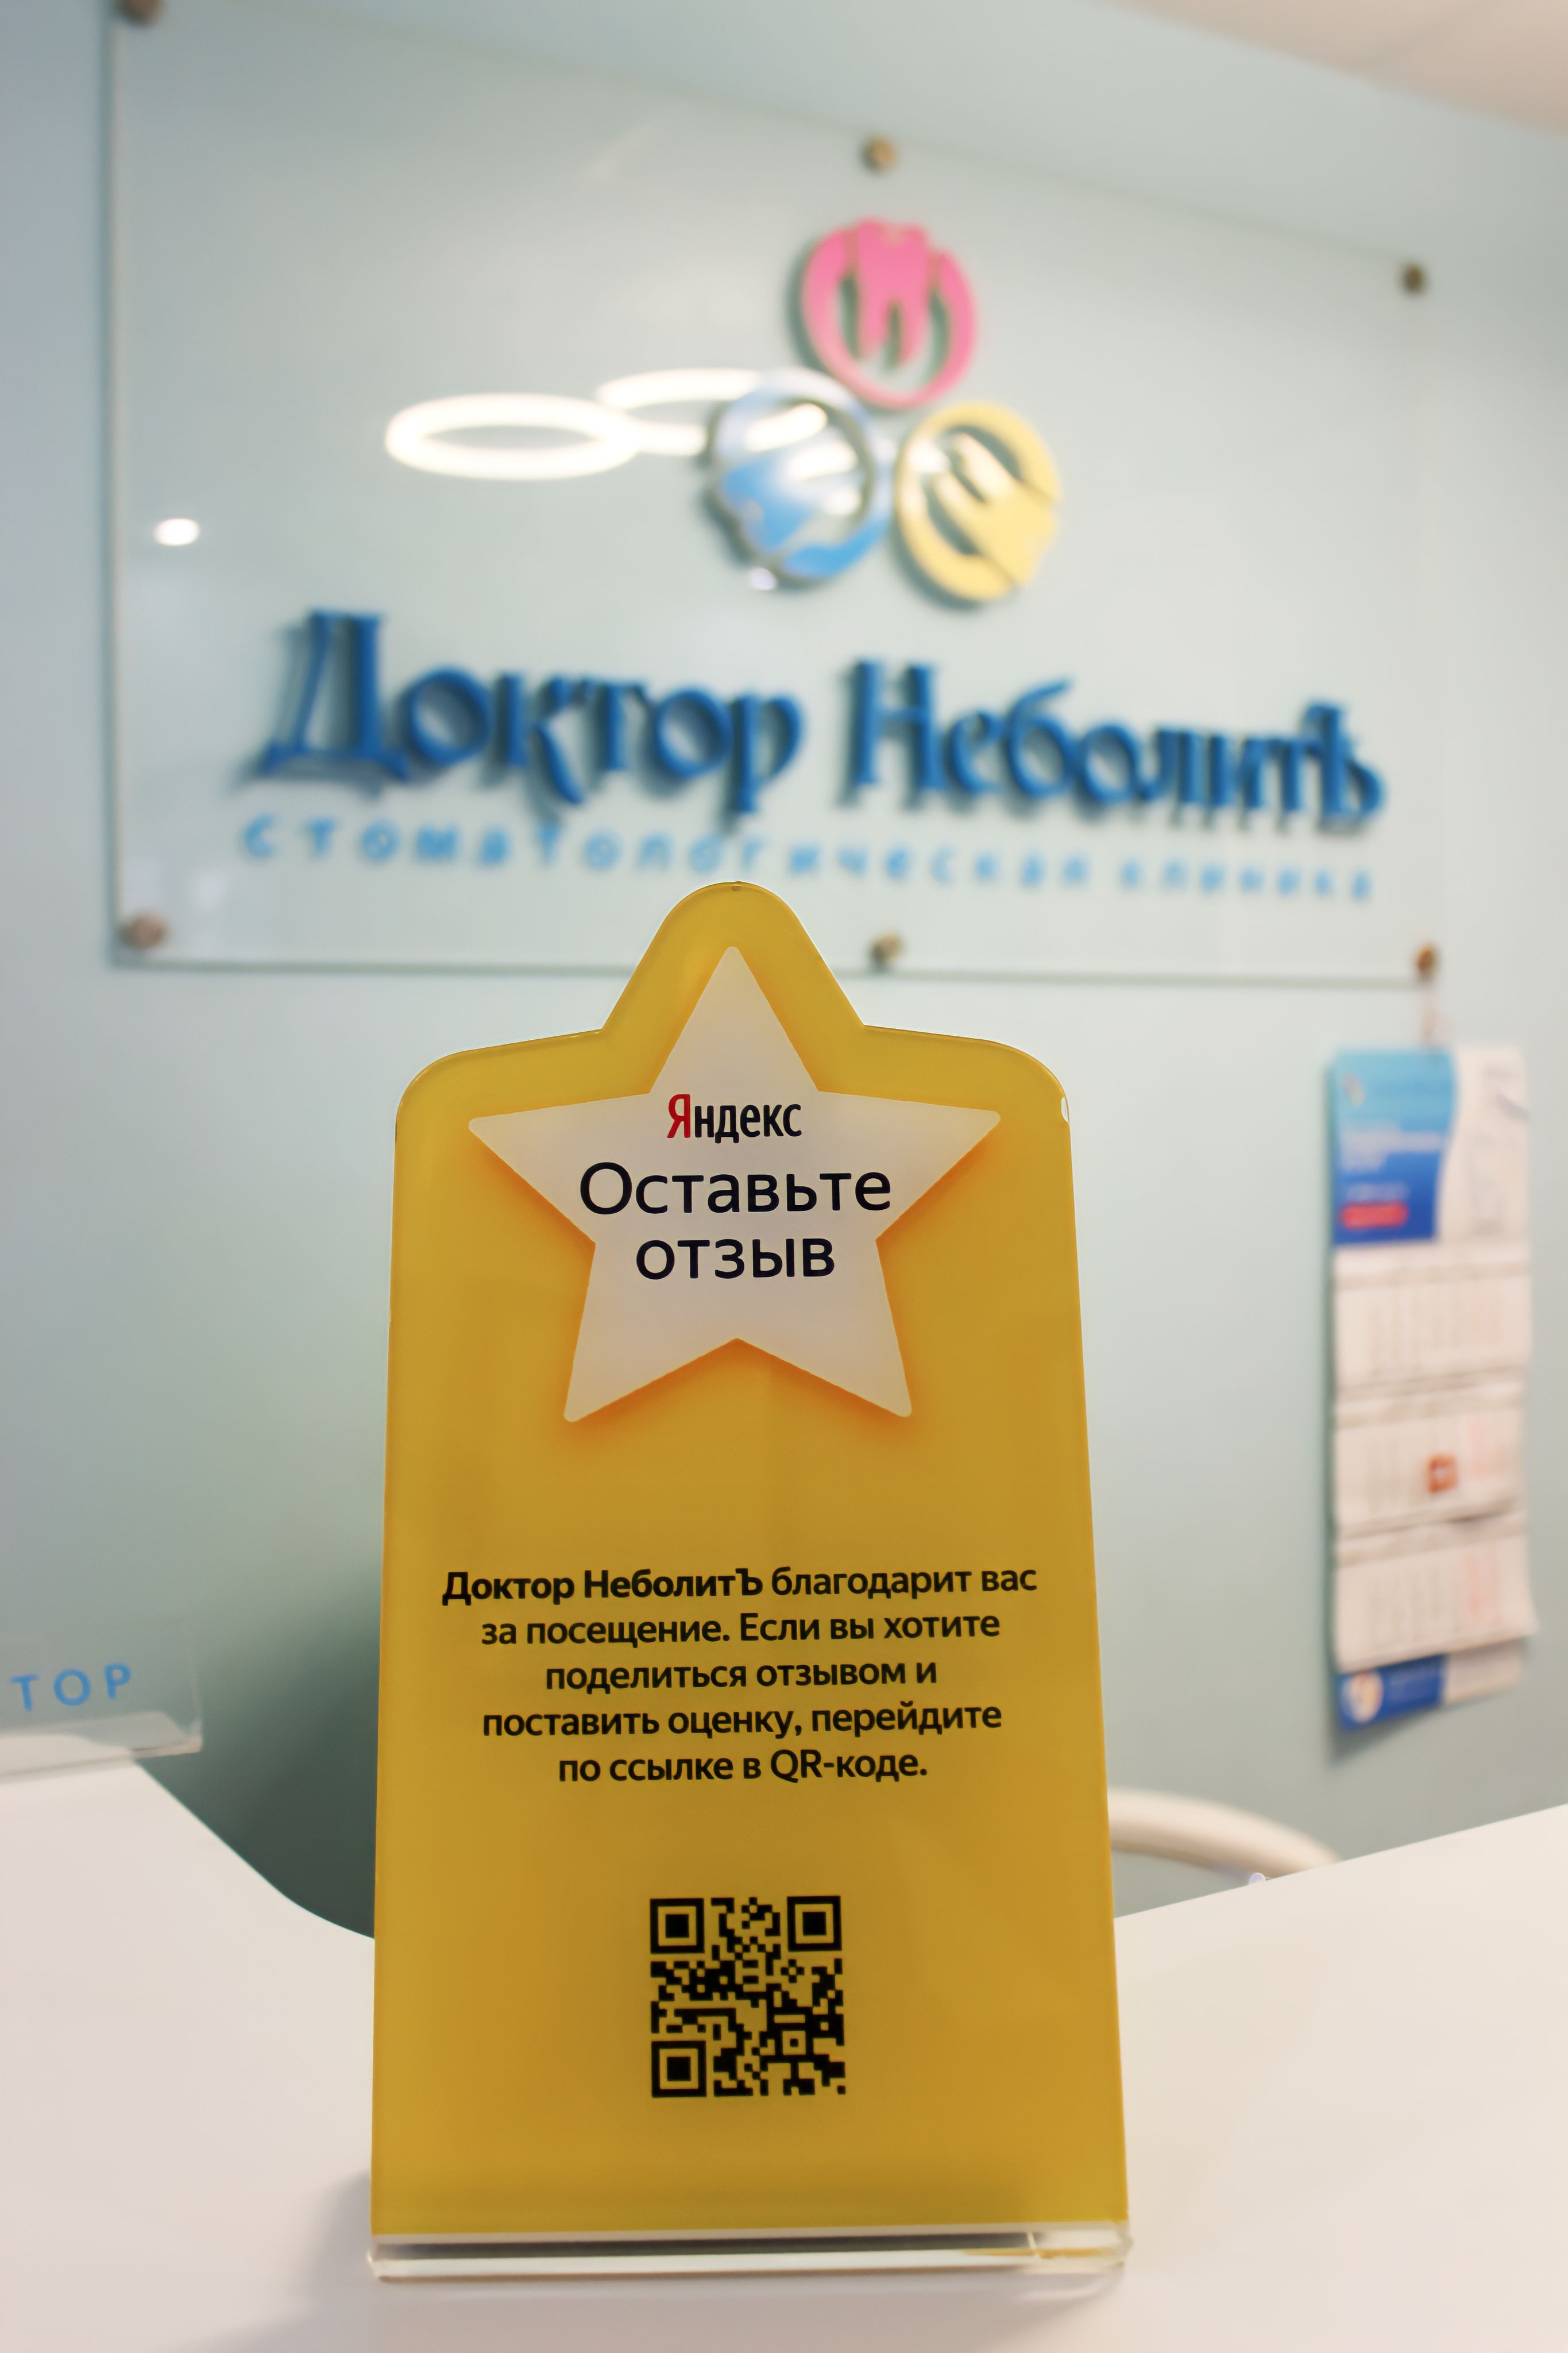 Доктор НеболитЪ
стоматологическая клиника
Яндекс
Оставьте
отзыв
Доктор НеболитЪ благодарит вас
за посещение. Если вы хотите
поделиться отзывом и
поставить оценку, перейдите
по ссылке в QR-коде.
ТОР